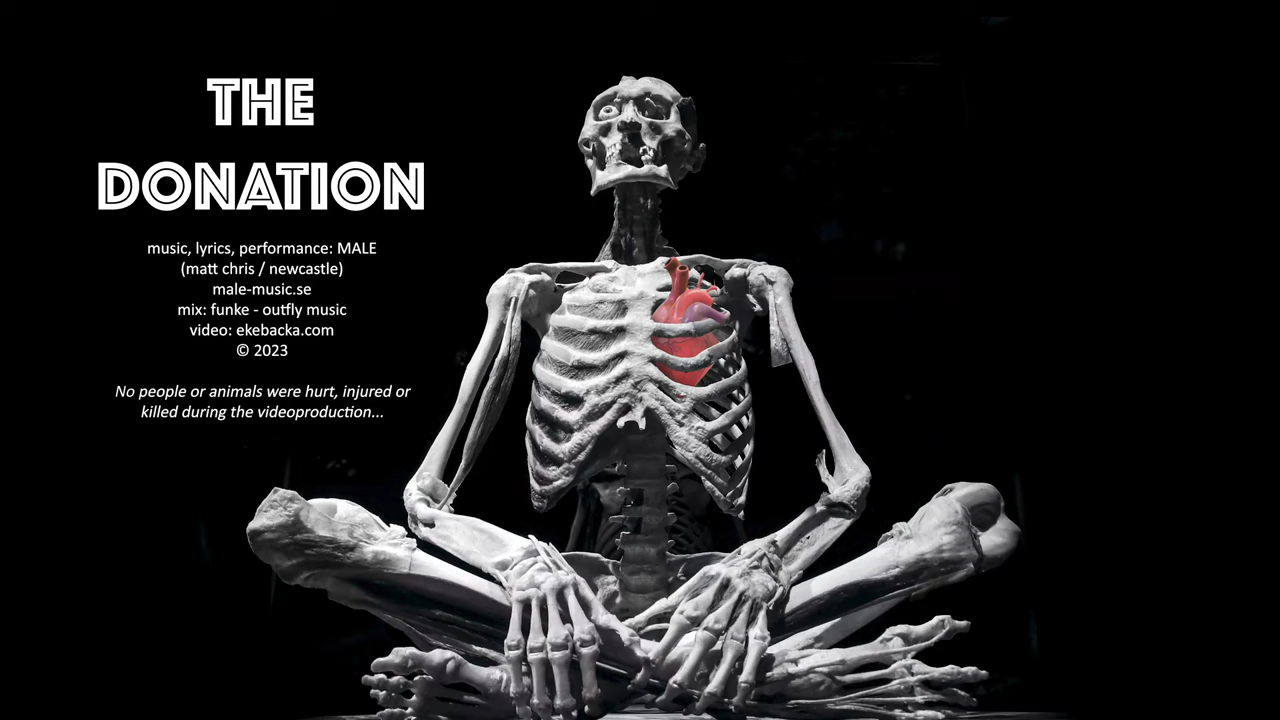 THE
DONATION
music, lyrics, performance: MALE
(matt chris / newcastle)
male-music.se
mix: funke - outfly music
video: ekebacka.com
© 2023
No people or animals were hurt, injured or
killed during the videoproduction...